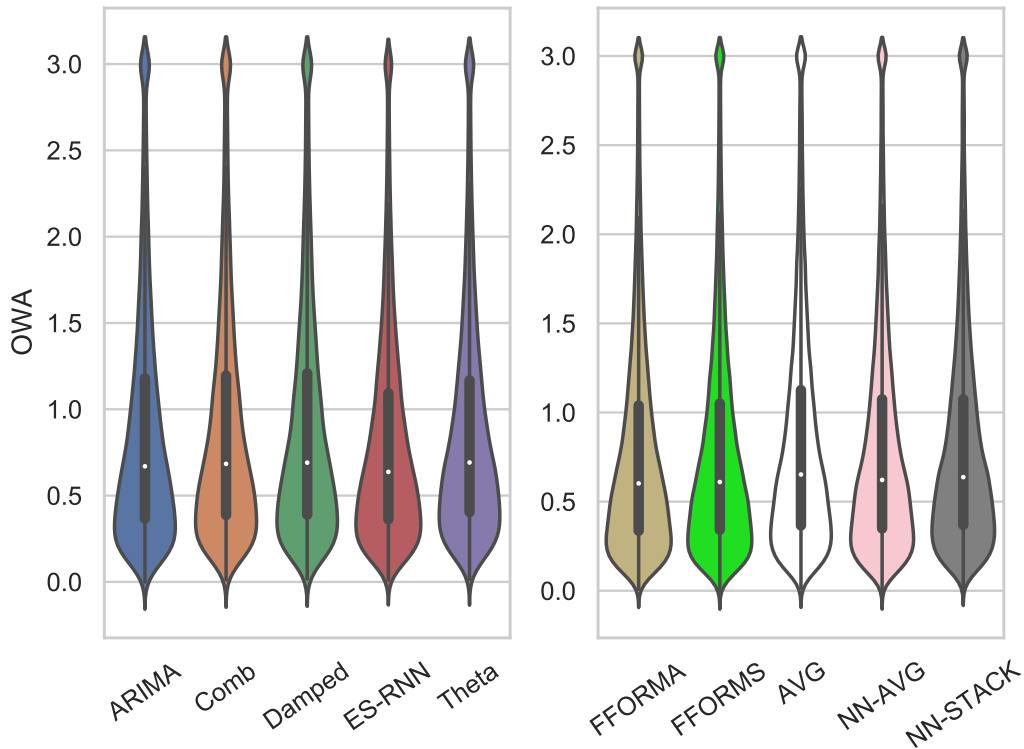 OWA
3.0
2.5
2.0
1.5
1.0
0.5
0.0
ARIMA
Comb
Damped
ES-RNN
Theta
3.0
2.5
2.0
1.5
1.0
0.5
0.0
FFORMA
FFORMS
AVG
NN-AVG
NN-STACK